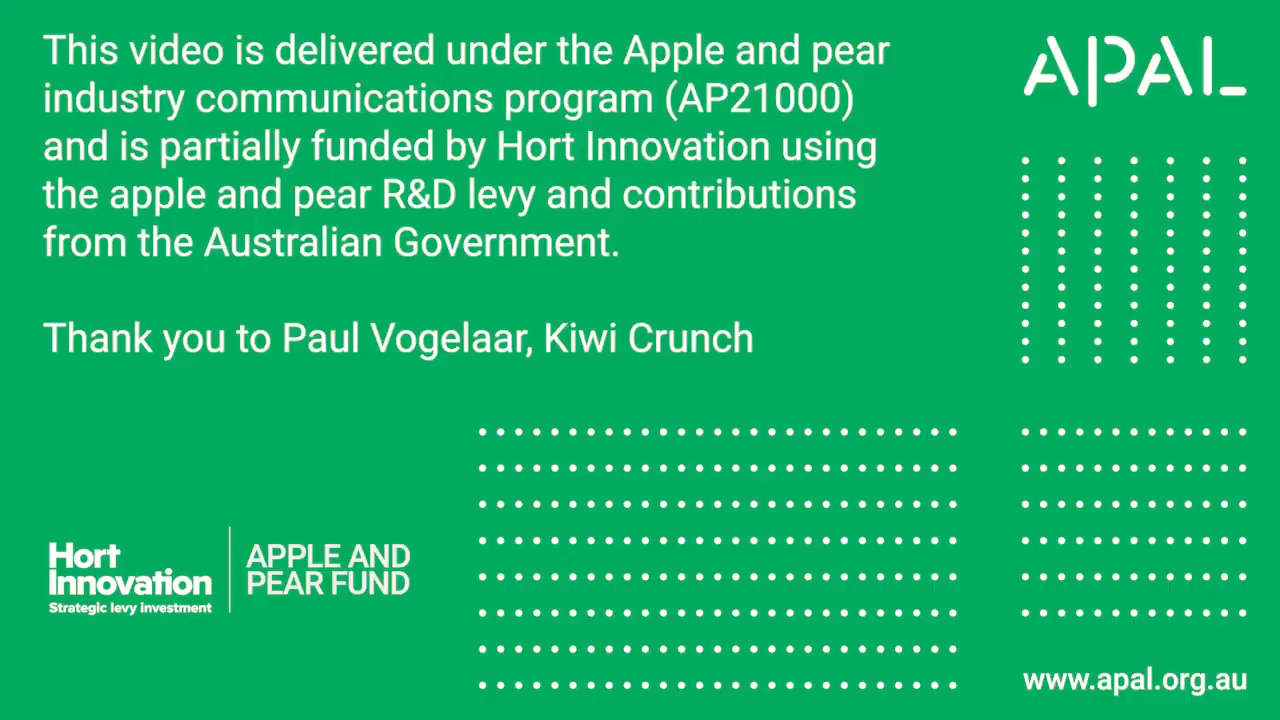 This video is delivered under the Apple and pear
industry communications program (AP21000)
and is partially funded by Hort Innovation using
the apple and pear R&D levy and contributions
from the Australian Government.
Thank you to Paul Vogelaar, Kiwi Crunch
APAL
Hort
Innovation
Strategic levy investment
APPLE AND
PEAR FUND
www.apal.org.au